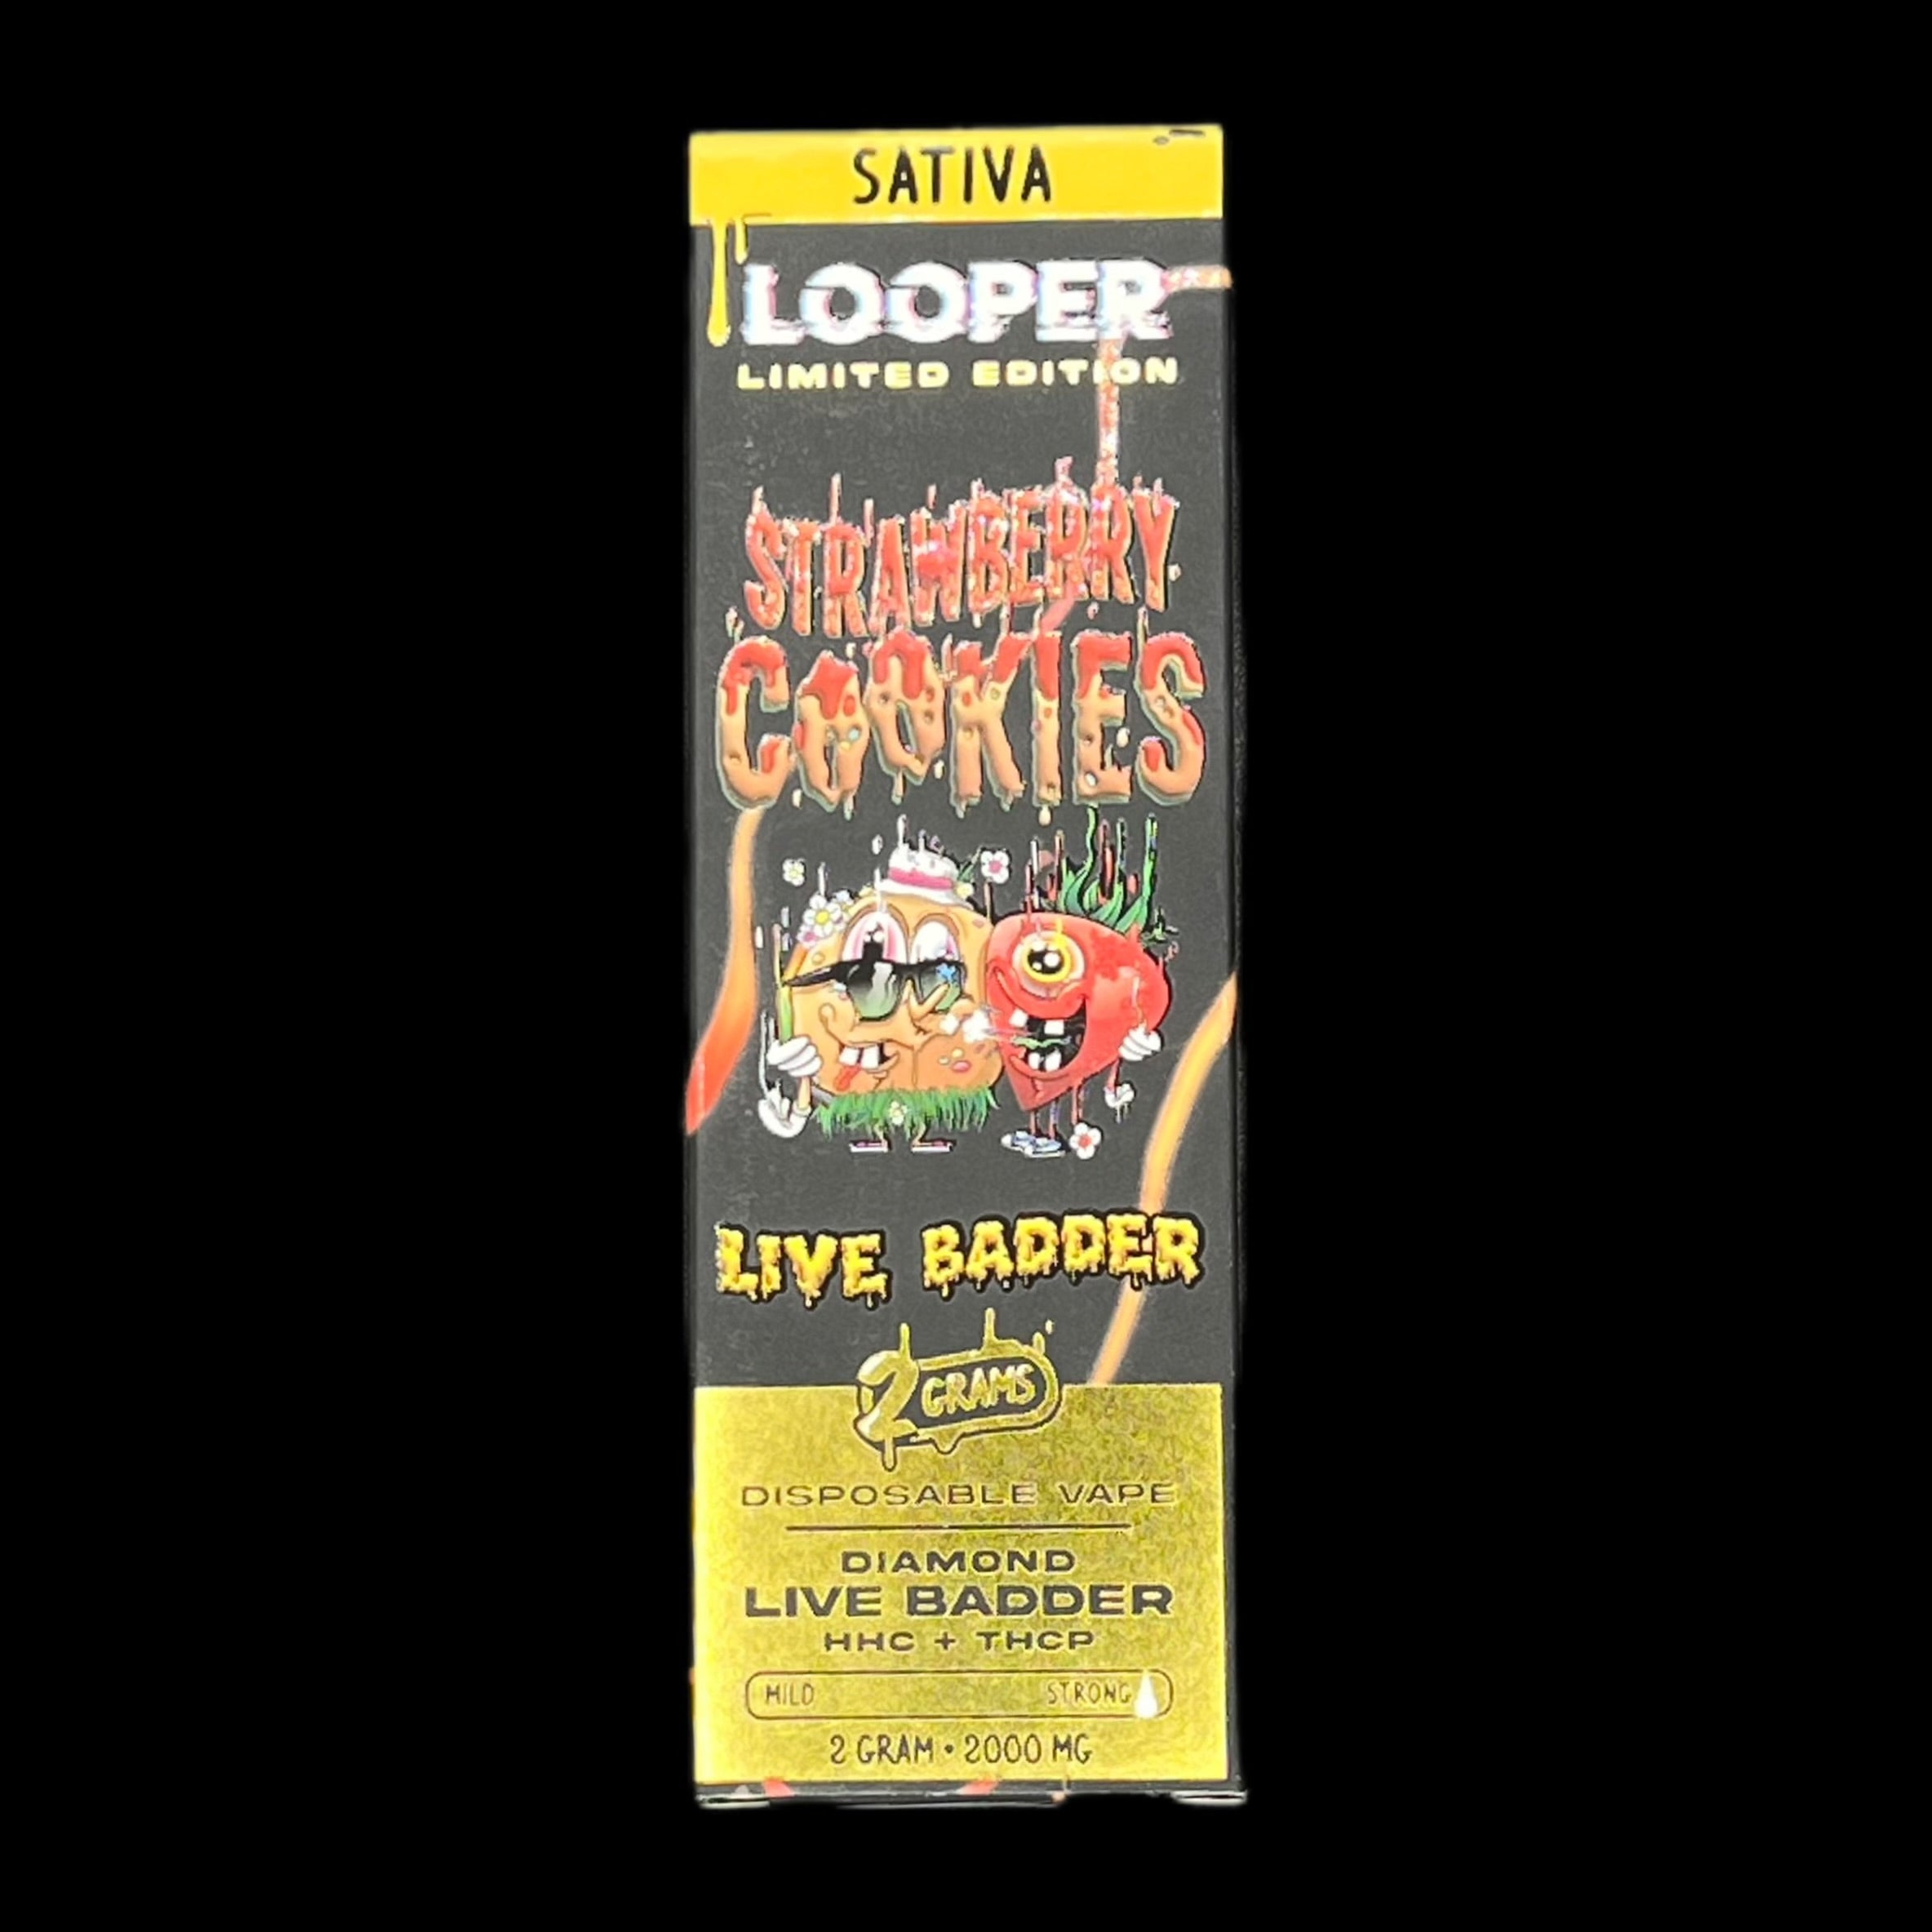 SATIVA
LOOPER
LIMITED EDITION
STRAWBERRY
COOKIES
LIVE BADDER
2 GRAMS
DISPOSABLE VAPE
DIAMOND
LIVE BADDER
HHC + THCP
MILD STRONG
2 GRAM • 2000 MG